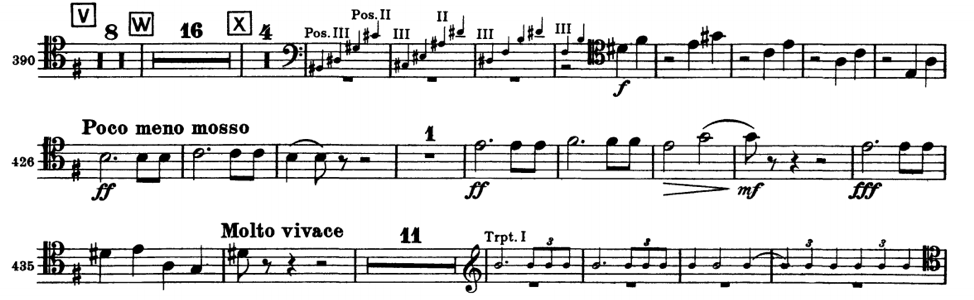 V 8 W 16 X 4 Pos. III Pos. II III II III III
390 f
Poco meno mosso
426 ff 1 ff mf fff
Molto vivace
435 11 Trpt. I 3 3 3 3